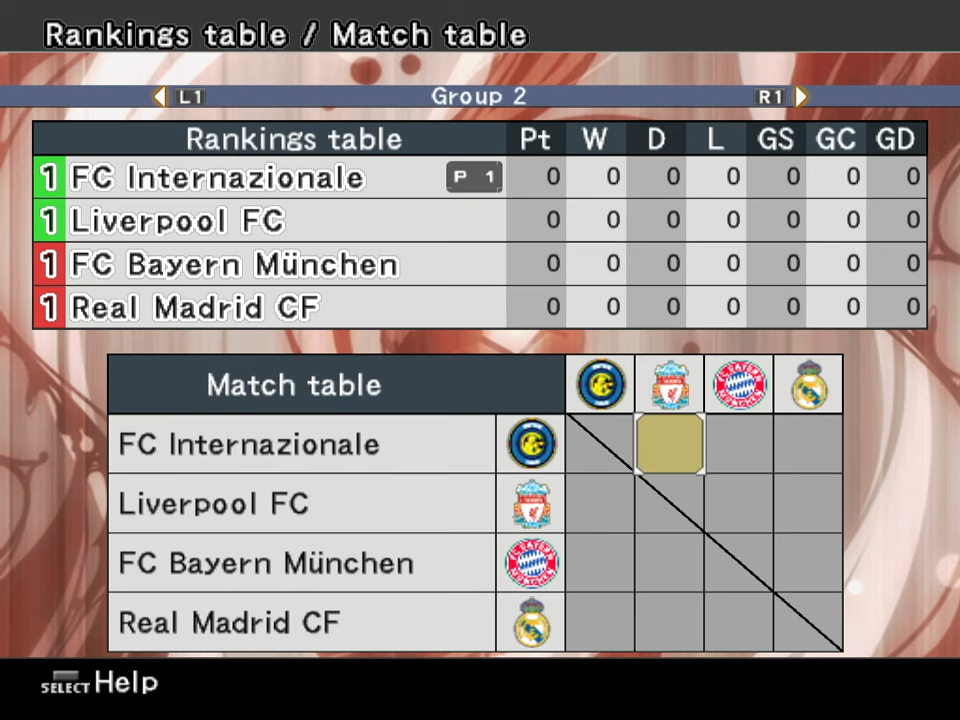 Rankings table / Match table
L1 Group 2 R1
Rankings table Pt W D L GS GC GD
1 FC Internazionale P 1 0 0 0 0 0 0 0
1 Liverpool FC 0 0 0 0 0 0 0
1 FC Bayern München 0 0 0 0 0 0 0
1 Real Madrid CF 0 0 0 0 0 0 0
Match table
FC Internazionale
Liverpool FC
FC Bayern München
Real Madrid CF
SELECT Help